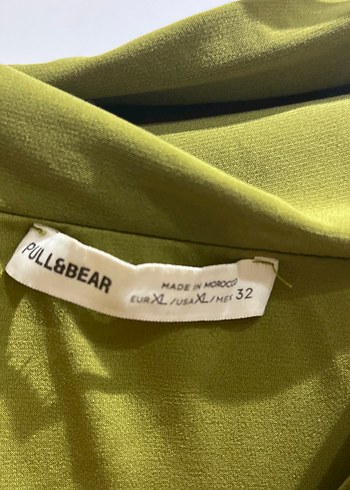 PULL&BEAR
MADE IN MOROCCO
EUR XL / USA XL / MEX 32